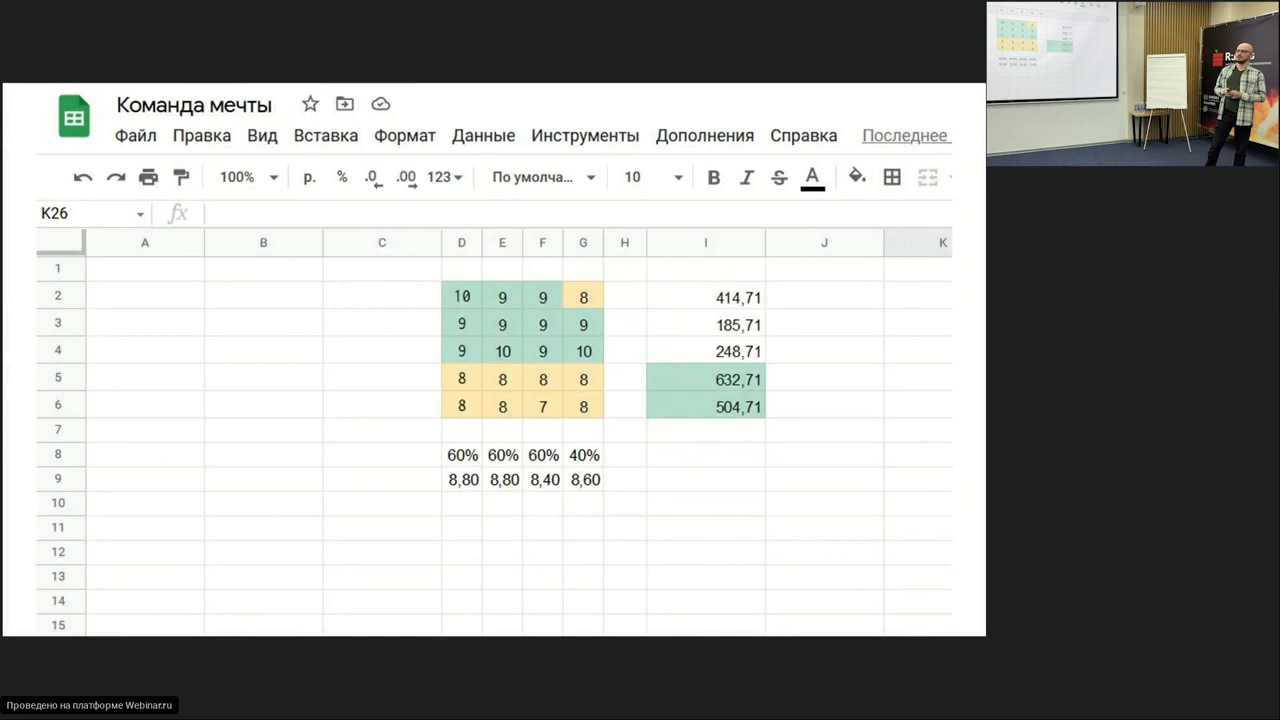 Команда мечты
Файл Правка Вид Вставка Формат Данные Инструменты Дополнения Справка Последнее
100% р. % .0 .00 123 По умолча... 10 B I S A
K26 fx
A B C D E F G H I J K
1
2 10 9 9 8 414,71
3 9 9 9 9 185,71
4 9 10 9 10 248,71
5 8 8 8 8 632,71
6 8 8 7 8 504,71
7
8 60% 60% 60% 40%
9 8,80 8,80 8,40 8,60
10
11
12
13
14
15
Проведено на платформе Webinar.ru